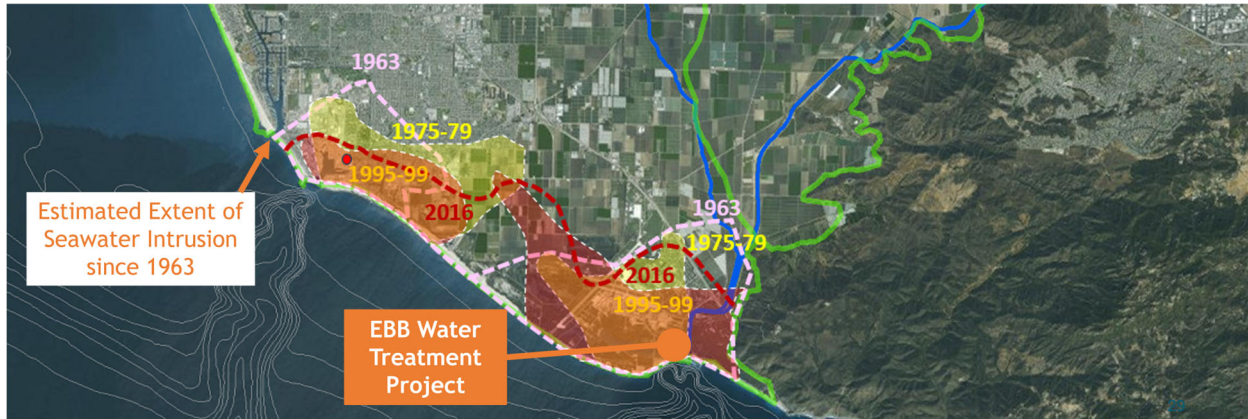 1963
1975-79
1995-99
2016
1963
1975-79
2016
1995-99
Estimated Extent of
Seawater Intrusion
since 1963
EBB Water
Treatment
Project